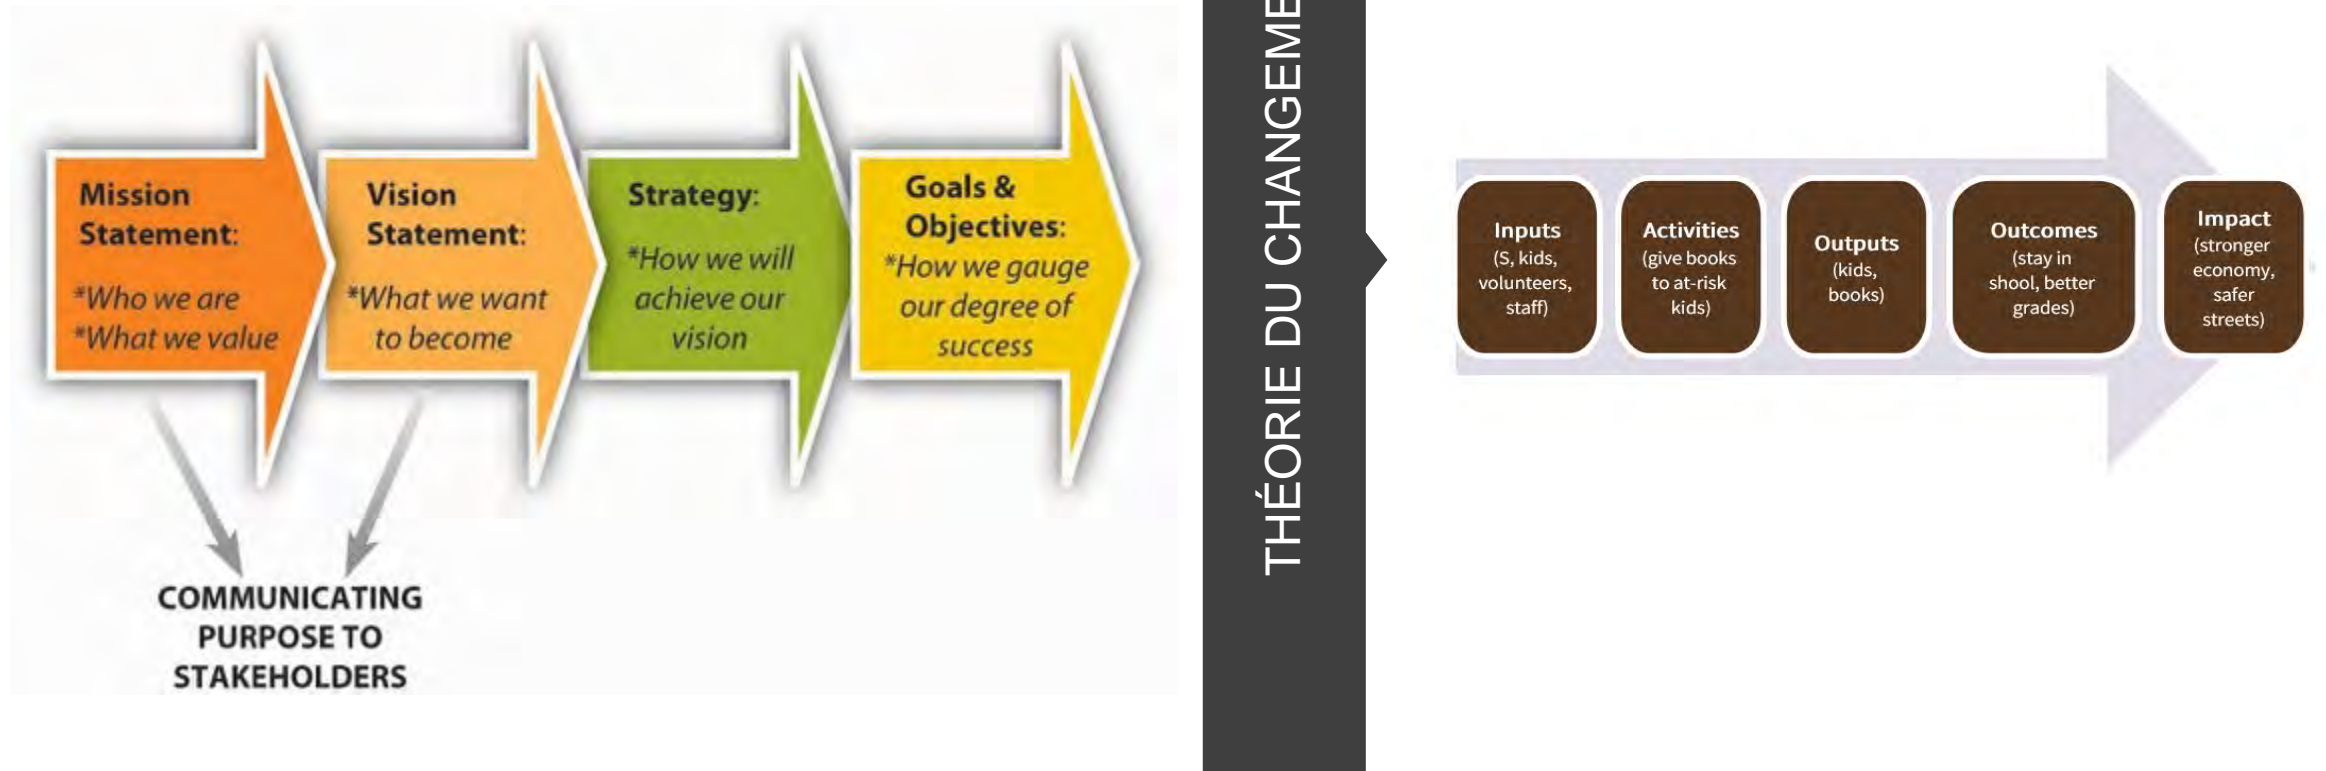 Mission
Statement:
*Who we are
*What we value
Vision
Statement:
*What we want
to become
Strategy:
*How we will
achieve our
vision
Goals &
Objectives:
*How we gauge
our degree of
success
COMMUNICATING
PURPOSE TO
STAKEHOLDERS
THÉORIE DU CHANGEME
Inputs
(S, kids,
volunteers,
staff)
Activities
(give books
to at-risk
kids)
Outputs
(kids,
books)
Outcomes
(stay in
shool, better
grades)
Impact
(stronger
economy,
safer
streets)